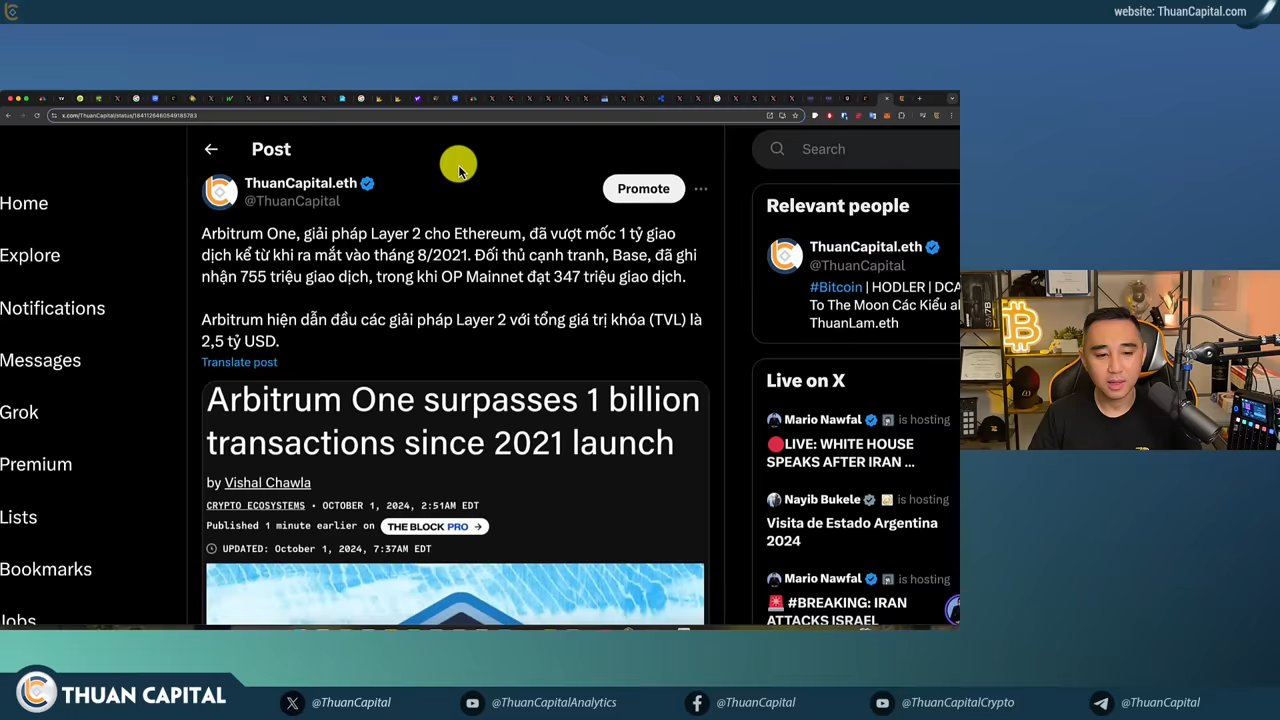 website: ThuanCapital.com
x.com/ThuanCapital/status/1841126460549185783
Home
Explore
Notifications
Messages
Grok
Premium
Lists
Bookmarks
Jobs
Post
ThuanCapital.eth
@ThuanCapital
Promote
Arbitrum One, giải pháp Layer 2 cho Ethereum, đã vượt mốc 1 tỷ giao
dịch kể từ khi ra mắt vào tháng 8/2021. Đối thủ cạnh tranh, Base, đã ghi
nhận 755 triệu giao dịch, trong khi OP Mainnet đạt 347 triệu giao dịch.
Arbitrum hiện dẫn đầu các giải pháp Layer 2 với tổng giá trị khóa (TVL) là
2,5 tỷ USD.
Translate post
Arbitrum One surpasses 1 billion
transactions since 2021 launch
by Vishal Chawla
CRYPTO ECOSYSTEMS • OCTOBER 1, 2024, 2:51AM EDT
Published 1 minute earlier on THE BLOCK PRO →
UPDATED: October 1, 2024, 7:37AM EDT
Search
Relevant people
ThuanCapital.eth
@ThuanCapital
#Bitcoin | HODLER | DCA
To The Moon Các Kiểu al
ThuanLam.eth
Live on X
Mario Nawfal is hosting
🔴LIVE: WHITE HOUSE
SPEAKS AFTER IRAN ...
Nayib Bukele is hosting
Visita de Estado Argentina
2024
Mario Nawfal is hosting
🚨 #BREAKING: IRAN
ATTACKS ISRAEL
SM7B
THUAN CAPITAL
@ThuanCapital
@ThuanCapitalAnalytics
@ThuanCapital
@ThuanCapitalCrypto
@ThuanCapital